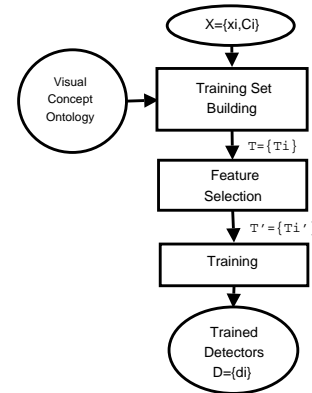 X={xi,Ci}
Visual
Concept
Ontology
Training Set
Building
T={Ti}
Feature
Selection
T'={Ti'}
Training
Trained
Detectors
D={di}